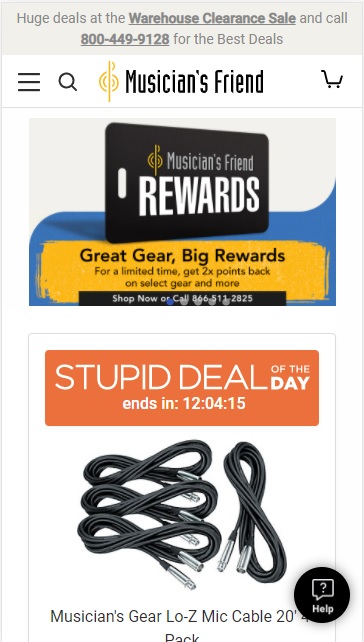 Huge deals at the Warehouse Clearance Sale and call
800-449-9128 for the Best Deals
Musician's Friend
Musician's Friend
REWARDS
Great Gear, Big Rewards
For a limited time, get 2x points back
on select gear and more
Shop Now or Call 866-511-2825
STUPID DEAL OF THE DAY
ends in: 12:04:15
Musician's Gear Lo-Z Mic Cable 20' 4
Pack
Help